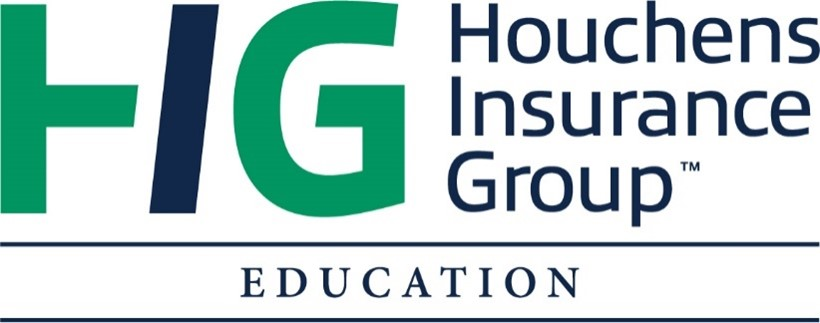 HIG
Houchens
Insurance
Group™
EDUCATION